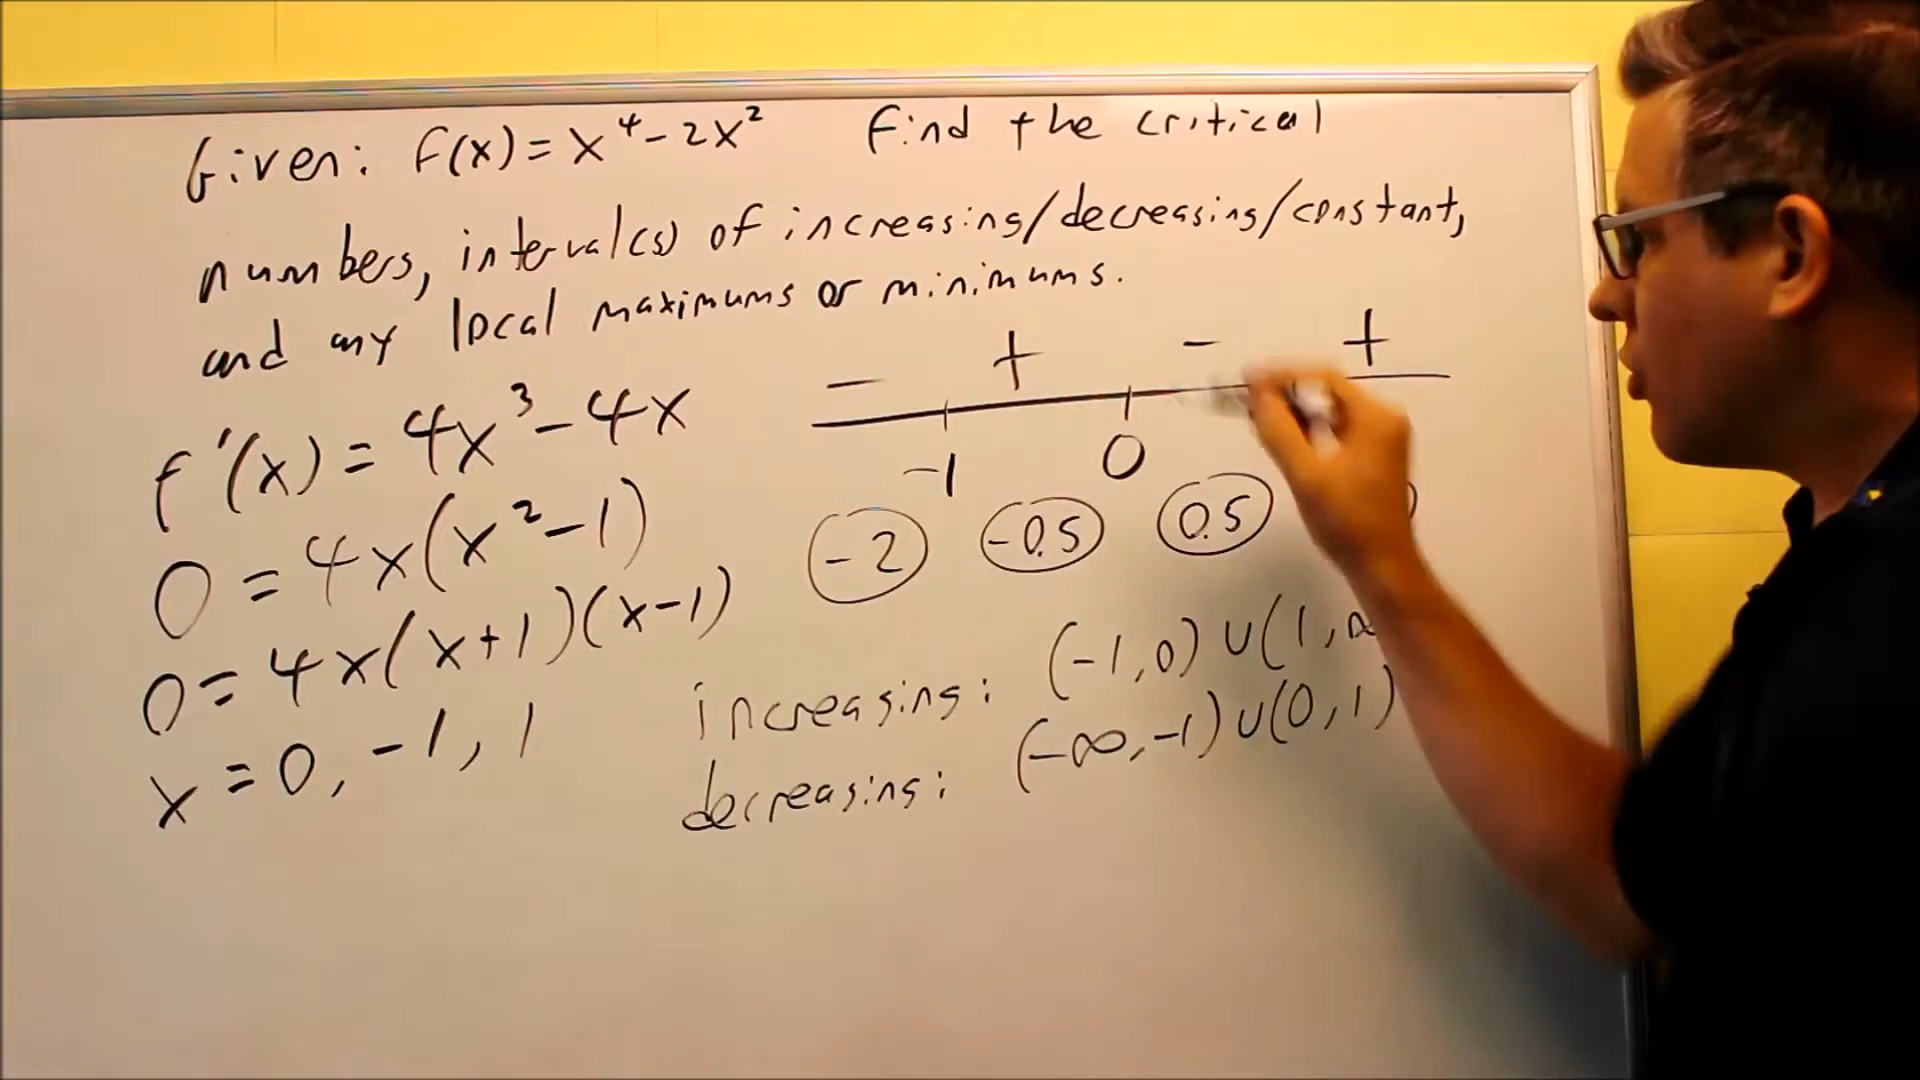 Given: f(x) = x⁴ - 2x² Find the critical
numbers, interval(s) of increasing/decreasing/constant,
and any local maximums or minimums.
- + - +
-1 0
-2 -0.5 0.5
f'(x) = 4x³ - 4x
0 = 4x(x² - 1)
0 = 4x(x+1)(x-1)
x = 0, -1, 1
increasing: (-1,0) ∪ (1, ∞
decreasing: (-∞,-1) ∪ (0,1)